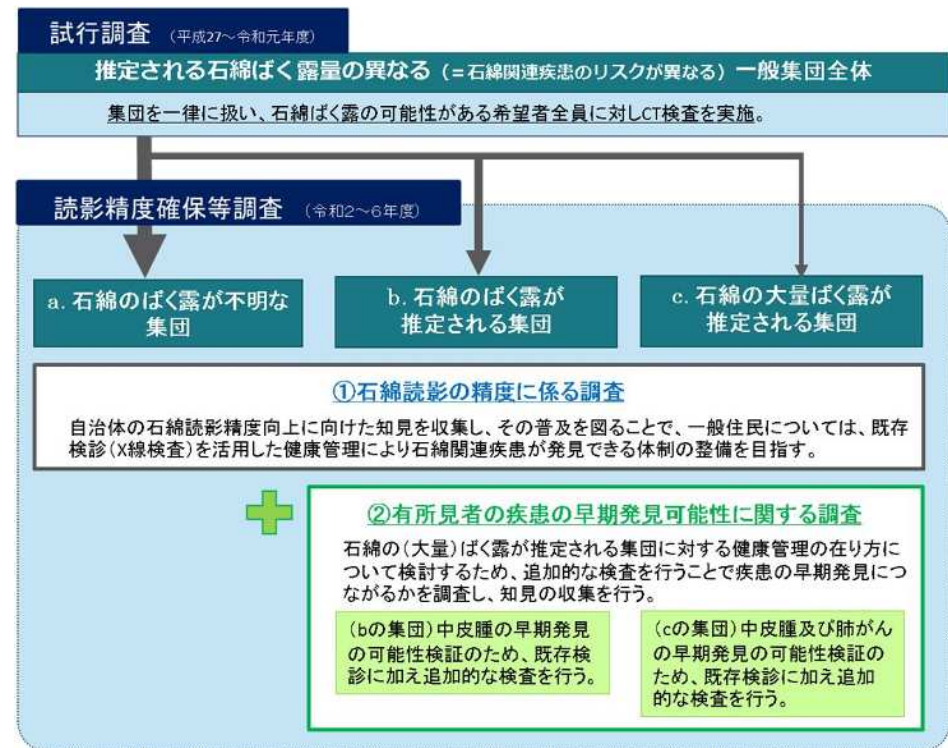 試行調査 (平成27～令和元年度)
推定される石綿ばく露量の異なる(=石綿関連疾患のリスクが異なる)一般集団全体
集団を一律に扱い、石綿ばく露の可能性がある希望者全員に対しCT検査を実施。
読影精度確保等調査 (令和2～6年度)
a. 石綿のばく露が不明な
集団
b. 石綿のばく露が
推定される集団
c. 石綿の大量ばく露が
推定される集団
①石綿読影の精度に係る調査
自治体の石綿読影精度向上に向けた知見を収集し、その普及を図ることで、一般住民については、既存
検診(X線検査)を活用した健康管理により石綿関連疾患が発見できる体制の整備を目指す。
②有所見者の疾患の早期発見可能性に関する調査
石綿の(大量)ばく露が推定される集団に対する健康管理の在り方に
ついて検討するため、追加的な検査を行うことで疾患の早期発見につ
ながるかを調査し、知見の収集を行う。
(bの集団)中皮腫の早期発見
の可能性検証のため、既存検
診に加え追加的な検査を行う。
(cの集団)中皮腫及び肺がん
の早期発見の可能性検証の
ため、既存検診に加え追加
的な検査を行う。